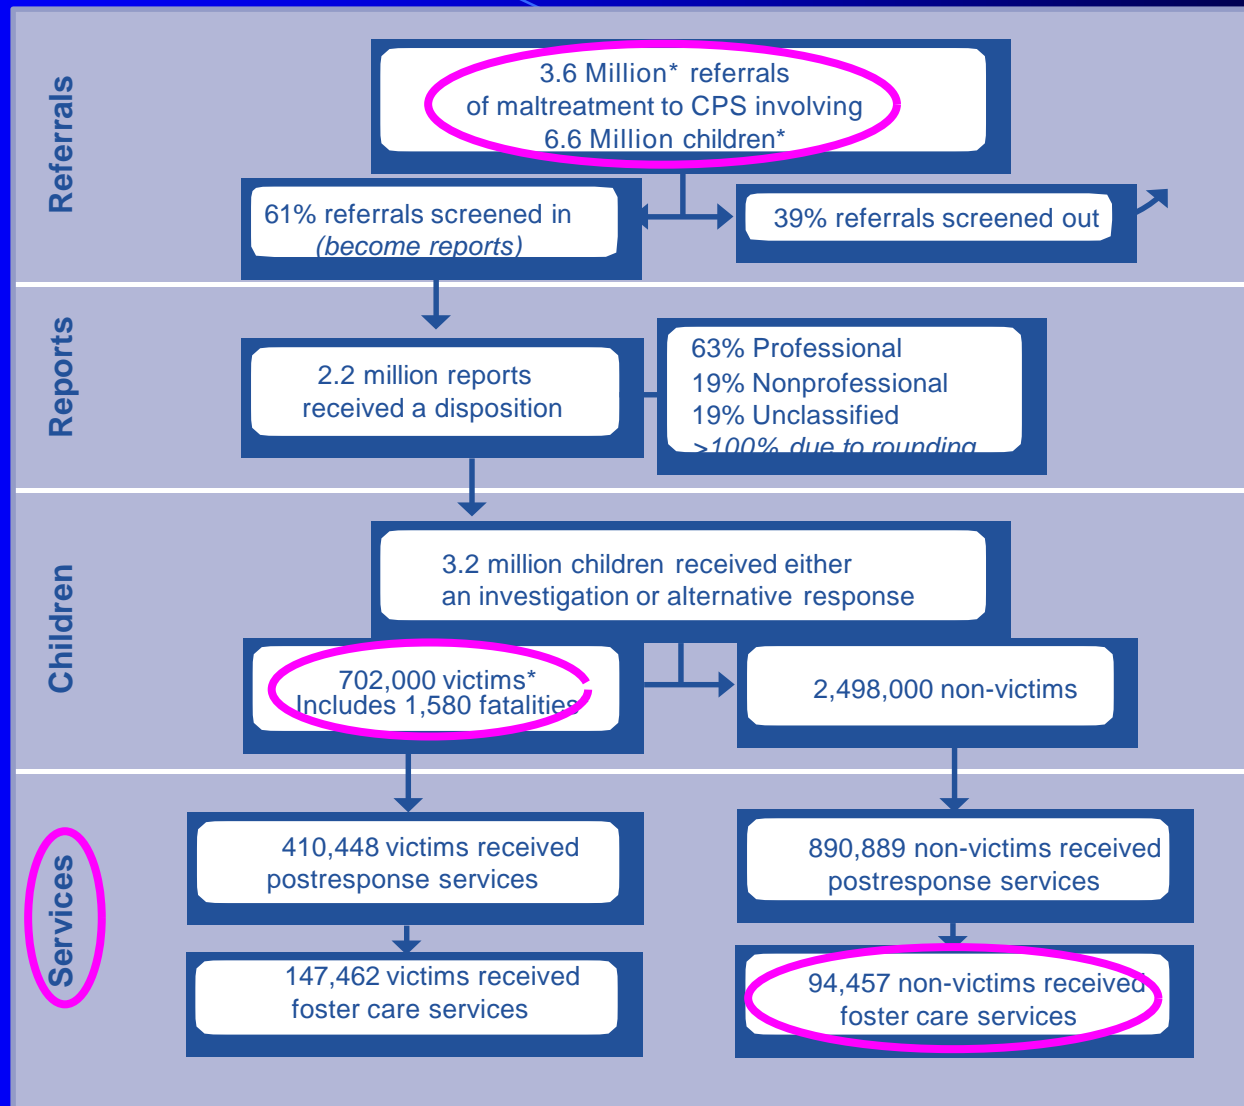 Referrals
3.6 Million* referrals
of maltreatment to CPS involving
6.6 Million children*
61% referrals screened in
(become reports)
39% referrals screened out
Reports
2.2 million reports
received a disposition
63% Professional
19% Nonprofessional
19% Unclassified
>100% due to rounding
Children
3.2 million children received either
an investigation or alternative response
702,000 victims*
Includes 1,580 fatalities
2,498,000 non-victims
Services
410,448 victims received
postresponse services
890,889 non-victims received
postresponse services
147,462 victims received
foster care services
94,457 non-victims received
foster care services